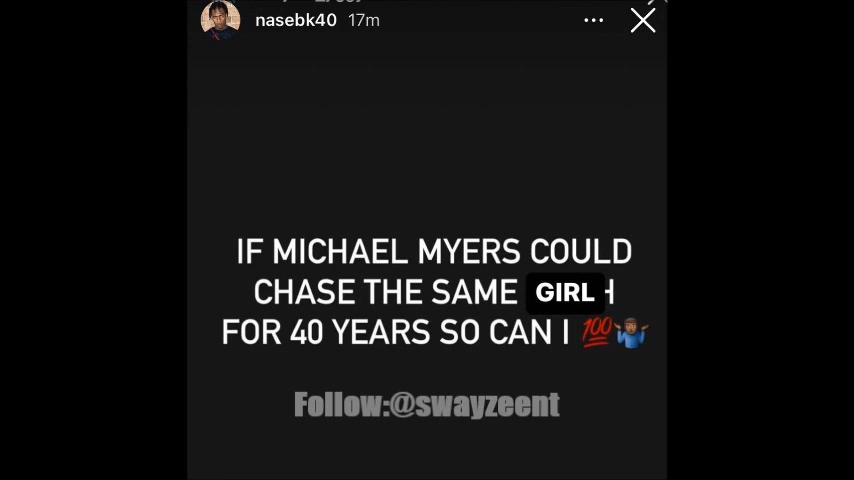 nasebk40 17m
IF MICHAEL MYERS COULD
CHASE THE SAME GIRL H
FOR 40 YEARS SO CAN I 💯🤷🏾‍♂️
Follow:@swayzeent